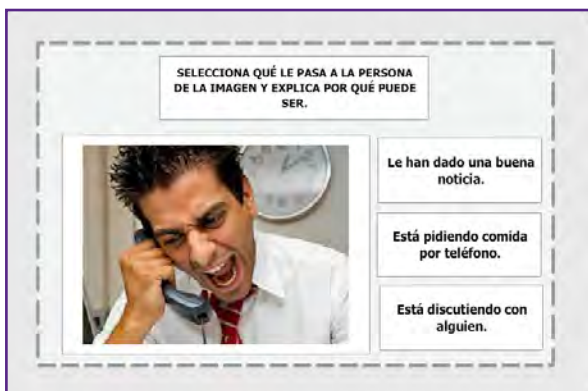 SELECCIONA QUÉ LE PASA A LA PERSONA
DE LA IMAGEN Y EXPLICA POR QUÉ PUEDE
SER.
Le han dado una buena
noticia.
Está pidiendo comida
por teléfono.
Está discutiendo con
alguien.